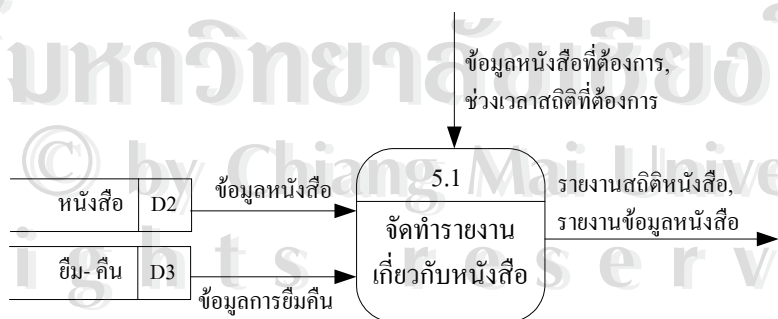 ข้อมูลหนังสือที่ต้องการ,
ช่วงเวลาสถิติที่ต้องการ
หนังสือ D2
ข้อมูลหนังสือ
5.1
จัดทำรายงาน
เกี่ยวกับหนังสือ
รายงานสถิติหนังสือ,
รายงานข้อมูลหนังสือ
ยืม- คืน D3
ข้อมูลการยืมคืน
มหาวิทยาลัยเชียงใ
© by Chiang Mai Unive
ights reserv